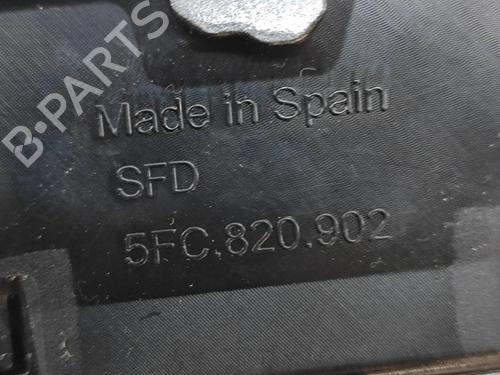 B-PARTS
Made in Spain
SFD
5FC.820.902